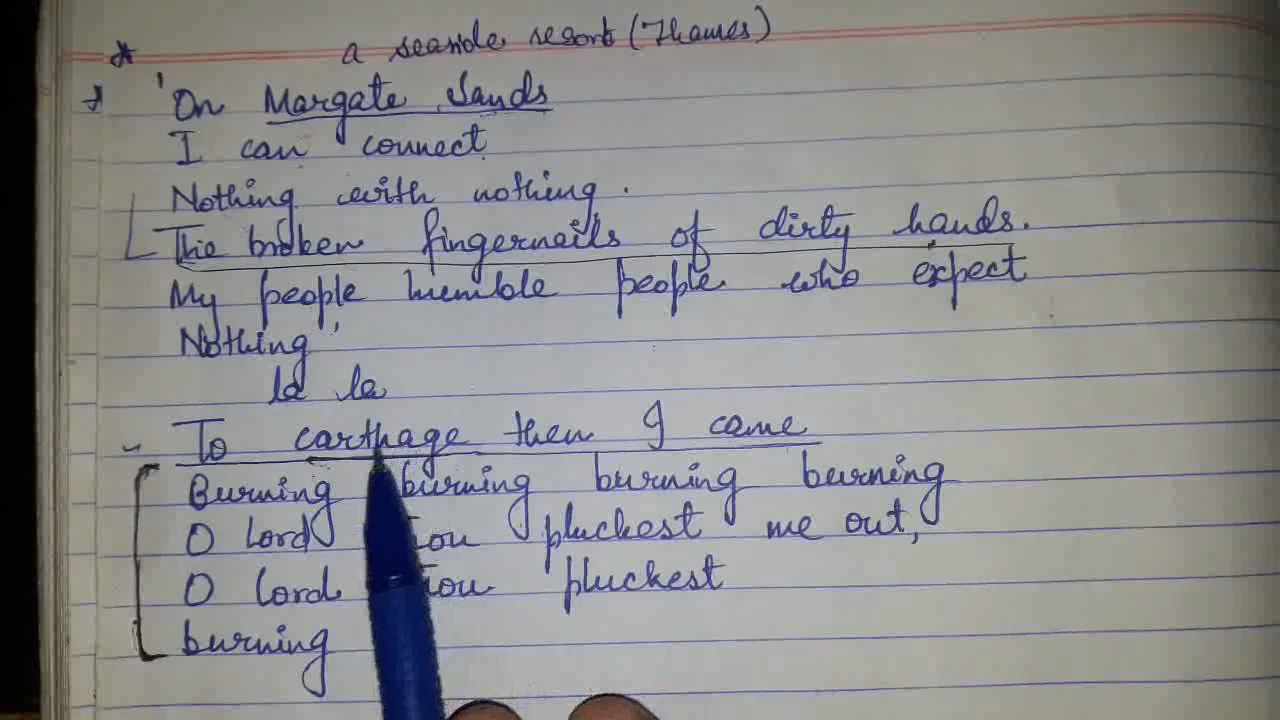 a seaside resort (Thames)
'On Margate Sands
I can connect
Nothing with nothing.
The broken fingernails of dirty hands.
My people humble people who expect
Nothing'
la la
To carthage then I came
Burning burning burning burning
O lord pluckest me out,
O lord pluckest
burning